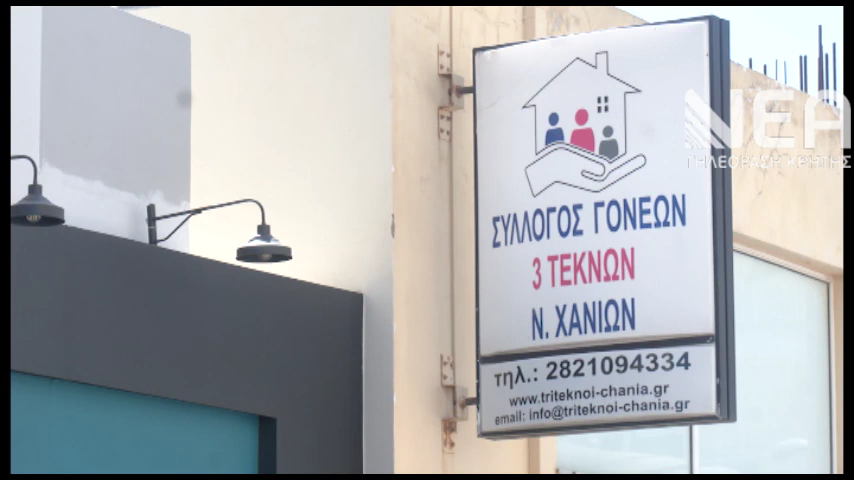 ΝΕΑ
ΤΗΛΕΟΡΑΣΗ ΚΡΗΤΗΣ
ΣΥΛΛΟΓΟΣ ΓΟΝΕΩΝ
3 ΤΕΚΝΩΝ
Ν. ΧΑΝΙΩΝ
τηλ.: 2821094334
www.triteknoi-chania.gr
email: info@triteknoi-chania.gr